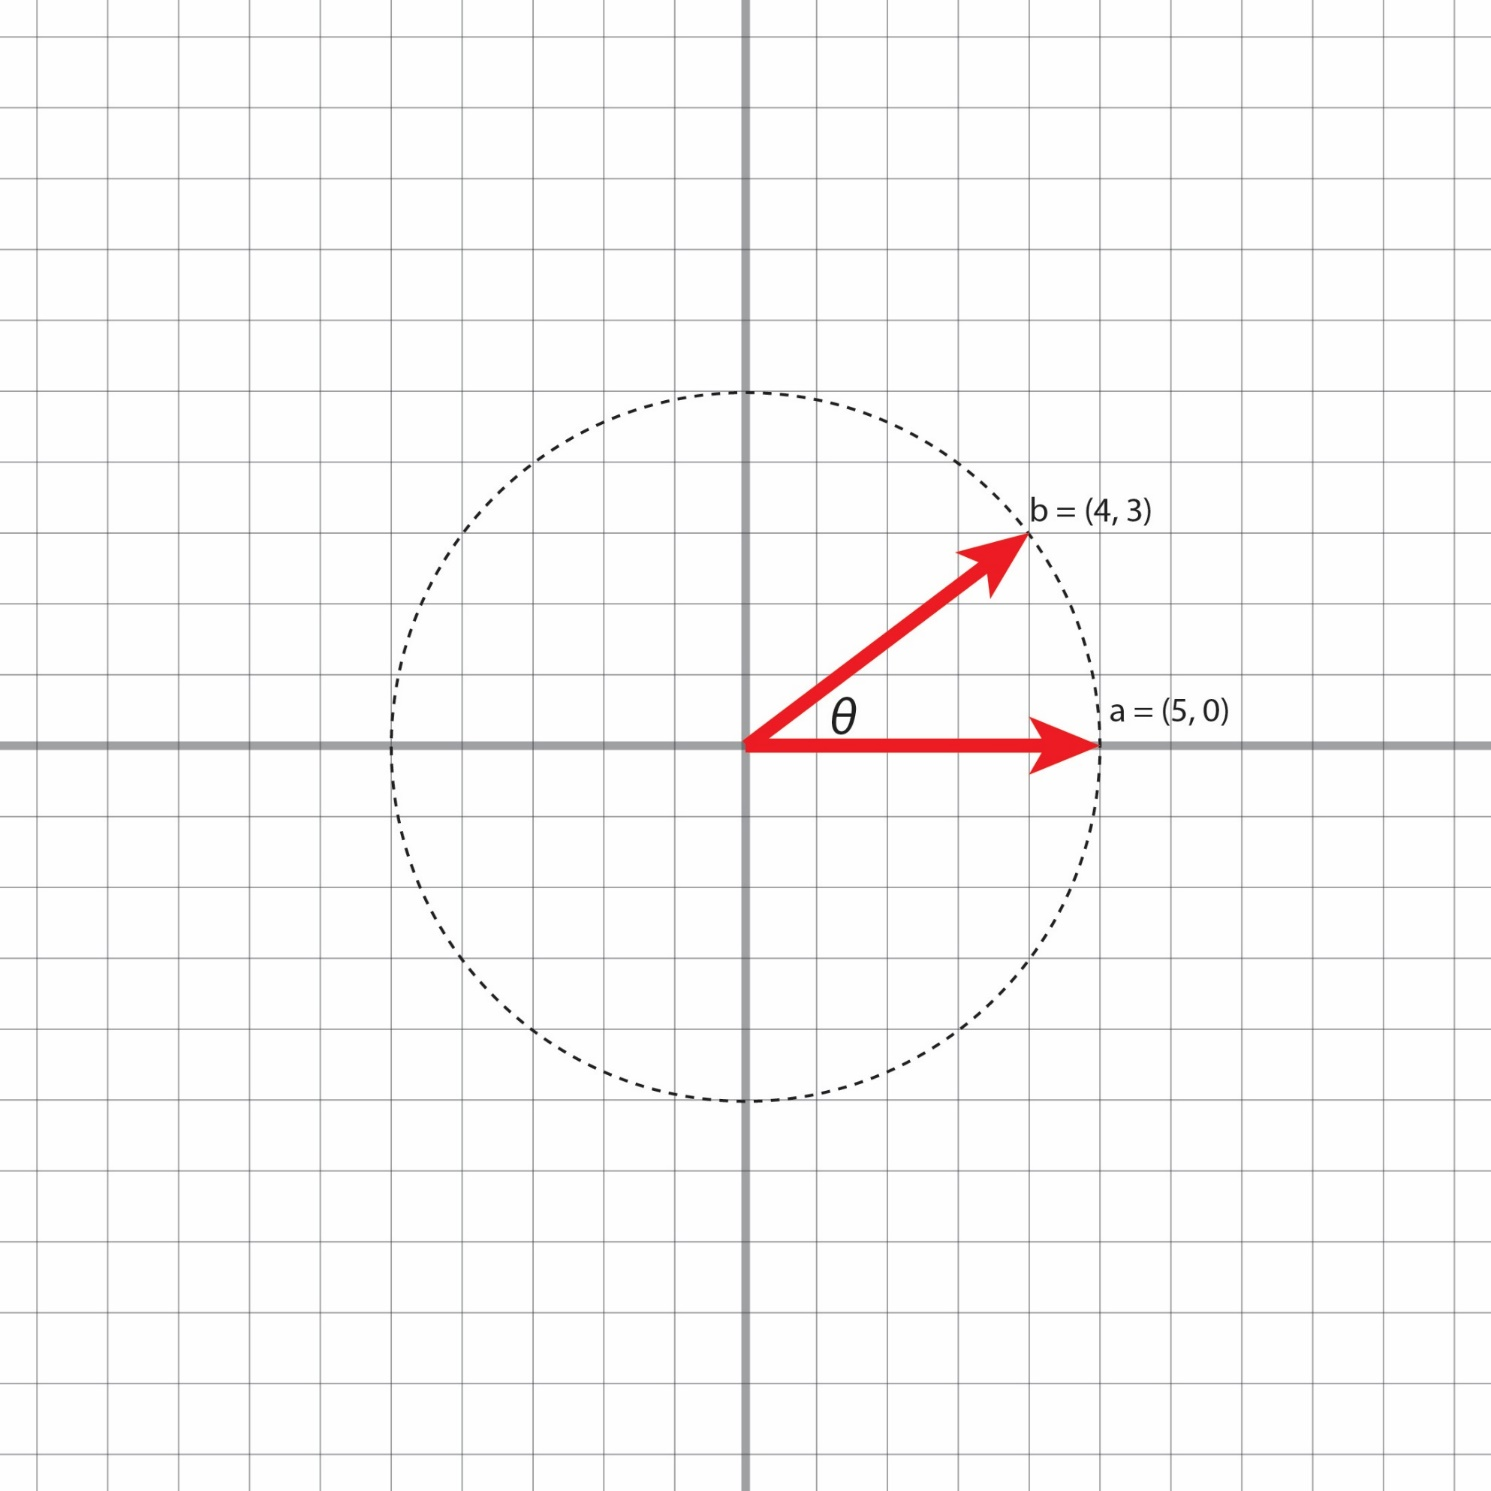 b = (4, 3)
θ
a = (5, 0)